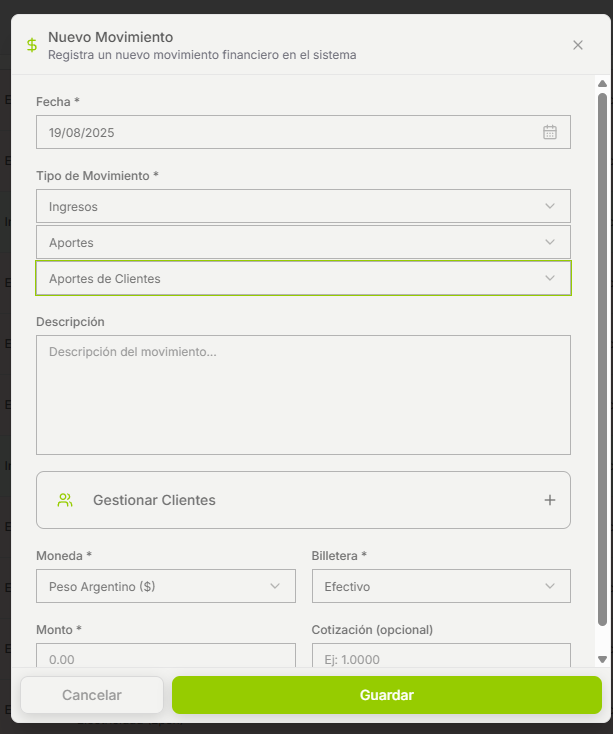 $ Nuevo Movimiento
Registra un nuevo movimiento financiero en el sistema
Fecha *
19/08/2025
Tipo de Movimiento *
Ingresos
Aportes
Aportes de Clientes
Descripción
Descripción del movimiento...
Gestionar Clientes
Moneda * Billetera *
Peso Argentino ($) Efectivo
Monto * Cotización (opcional)
0.00 Ej: 1.0000
Cancelar Guardar